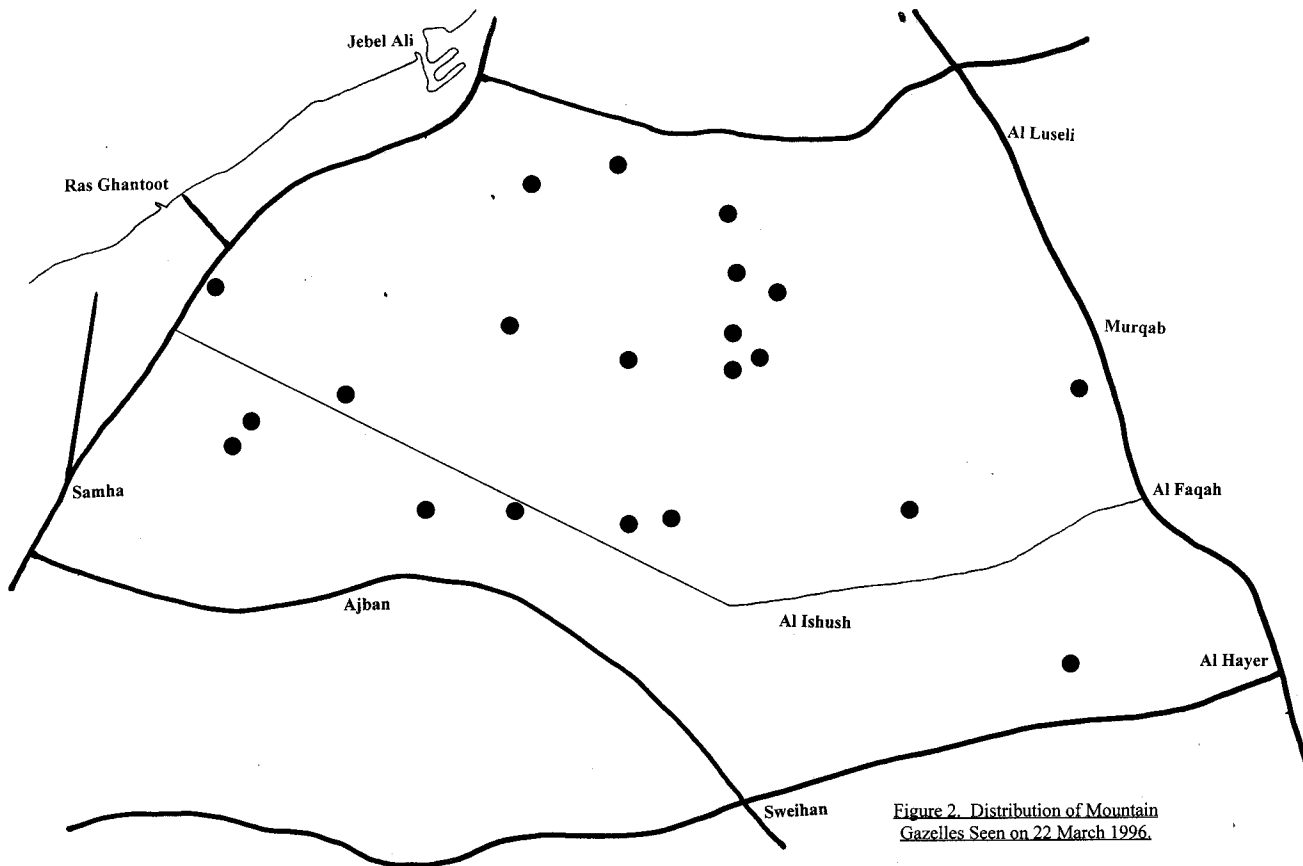 Jebel Ali
Al Luseli
Ras Ghantoot
Murqab
Samha
Al Faqah
Ajban
Al Ishush
Al Hayer
Sweihan
Figure 2. Distribution of Mountain
Gazelles Seen on 22 March 1996.